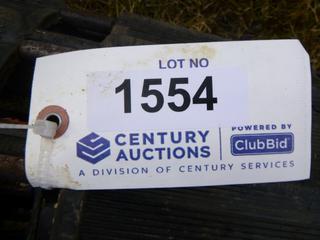 LOT NO
1554
CENTURY
AUCTIONS
POWERED BY
ClubBid
A DIVISION OF CENTURY SERVICES